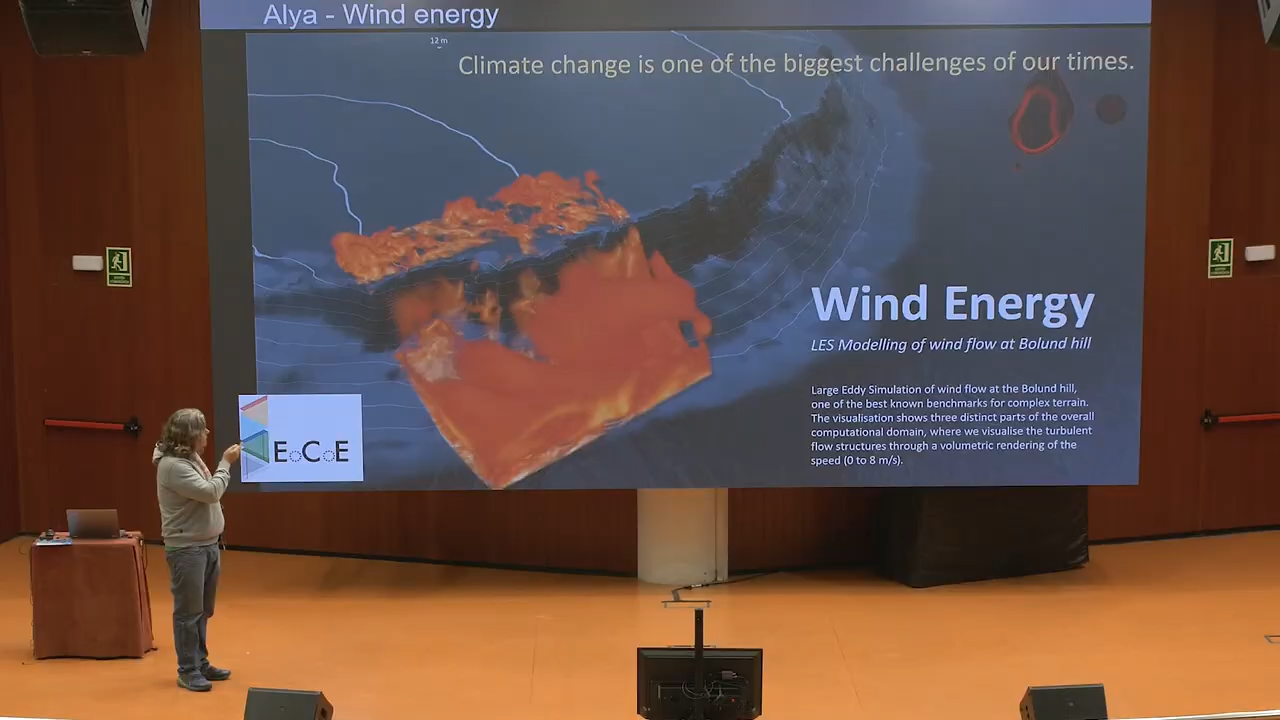 Alya - Wind energy
12 m
Climate change is one of the biggest challenges of our times.
Wind Energy
LES Modelling of wind flow at Bolund hill
Large Eddy Simulation of wind flow at the Bolund hill,
one of the best known benchmarks for complex terrain.
The visualisation shows three distinct parts of the overall
computational domain, where we visualise the turbulent
flow structures through a volumetric rendering of the
speed (0 to 8 m/s).
EoCoE